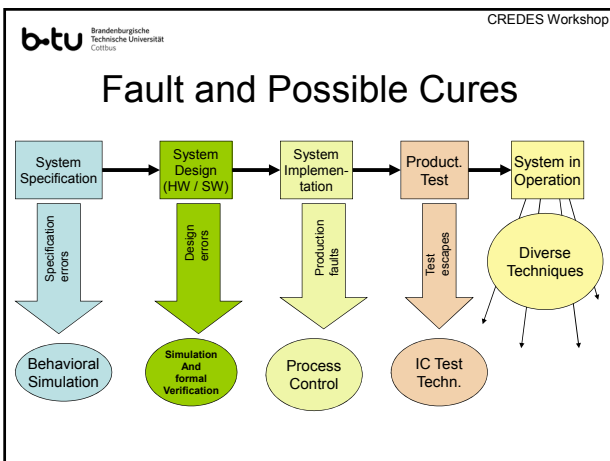 CREDES Workshop
b-tu
Brandenburgische
Technische Universität
Cottbus
Fault and Possible Cures
System
Specification
System
Design
(HW / SW)
System
Implemen-
tation
Product.
Test
System in
Operation
Specification
errors
Design
errors
Production
faults
Test
escapes
Diverse
Techniques
Behavioral
Simulation
Simulation
And
formal
Verification
Process
Control
IC Test
Techn.